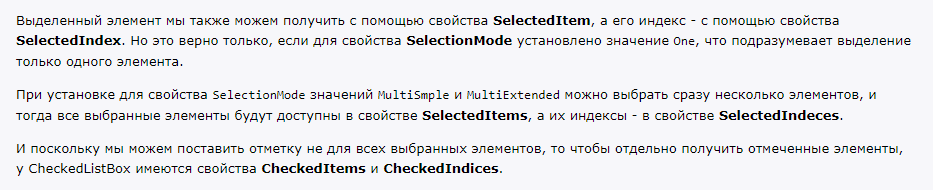 Выделенный элемент мы также можем получить с помощью свойства SelectedItem, а его индекс - с помощью свойства
SelectedIndex. Но это верно только, если для свойства SelectionMode установлено значение One, что подразумевает выделение
только одного элемента.
При установке для свойства SelectionMode значений MultiSmple и MultiExtended можно выбрать сразу несколько элементов, и
тогда все выбранные элементы будут доступны в свойстве SelectedItems, а их индексы - в свойстве SelectedIndeces.
И поскольку мы можем поставить отметку не для всех выбранных элементов, то чтобы отдельно получить отмеченные элементы,
у CheckedListBox имеются свойства CheckedItems и CheckedIndices.